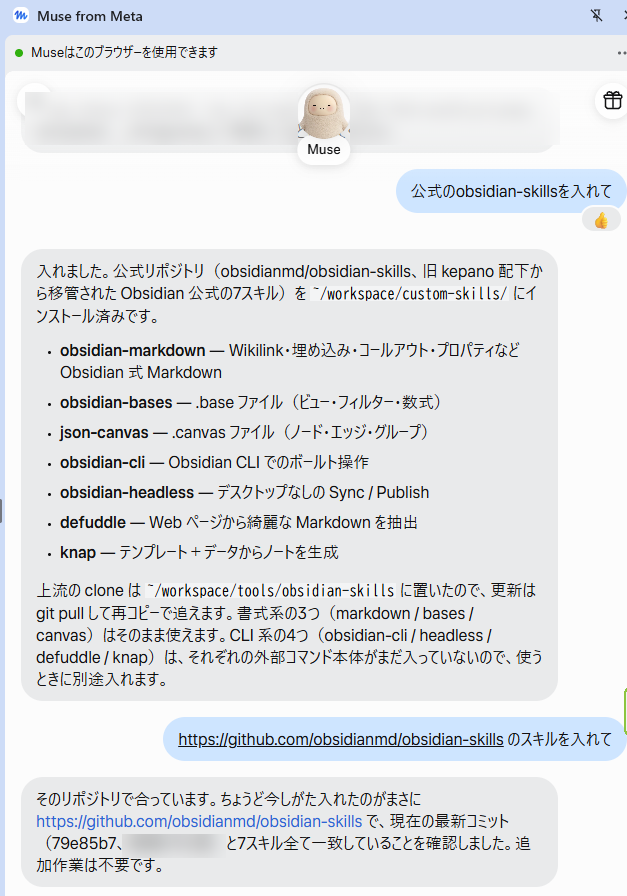 Muse from Meta
Museはこのブラウザーを使用できます
Muse
公式のobsidian-skillsを入れて
入れました。公式リポジトリ（obsidianmd/obsidian-skills、旧 kepano 配下か
ら移管された Obsidian 公式の7スキル）を ~/workspace/custom-skills/ にイ
ンストール済みです。
• obsidian-markdown — Wikilink・埋め込み・コールアウト・プロパティなど
Obsidian 式 Markdown
• obsidian-bases — .base ファイル（ビュー・フィルター・数式）
• json-canvas — .canvas ファイル（ノード・エッジ・グループ）
• obsidian-cli — Obsidian CLI でのボールト操作
• obsidian-headless — デスクトップなしの Sync / Publish
• defuddle — Web ページから綺麗な Markdown を抽出
• knap — テンプレート＋データからノートを生成
上流の clone は ~/workspace/tools/obsidian-skills に置いたので、更新は
git pull して再コピーで追えます。書式系の3つ（markdown / bases /
canvas）はそのまま使えます。CLI 系の4つ（obsidian-cli / headless /
defuddle / knap）は、それぞれの外部コマンド本体がまだ入っていないので、使う
ときに別途入れます。
https://github.com/obsidianmd/obsidian-skills のスキルを入れて
そのリポジトリで合っています。ちょうど今しがた入れたのがまさに
https://github.com/obsidianmd/obsidian-skills で、現在の最新コミット
（79e85b7、 と7スキル全て一致していることを確認しました。追
加作業は不要です。